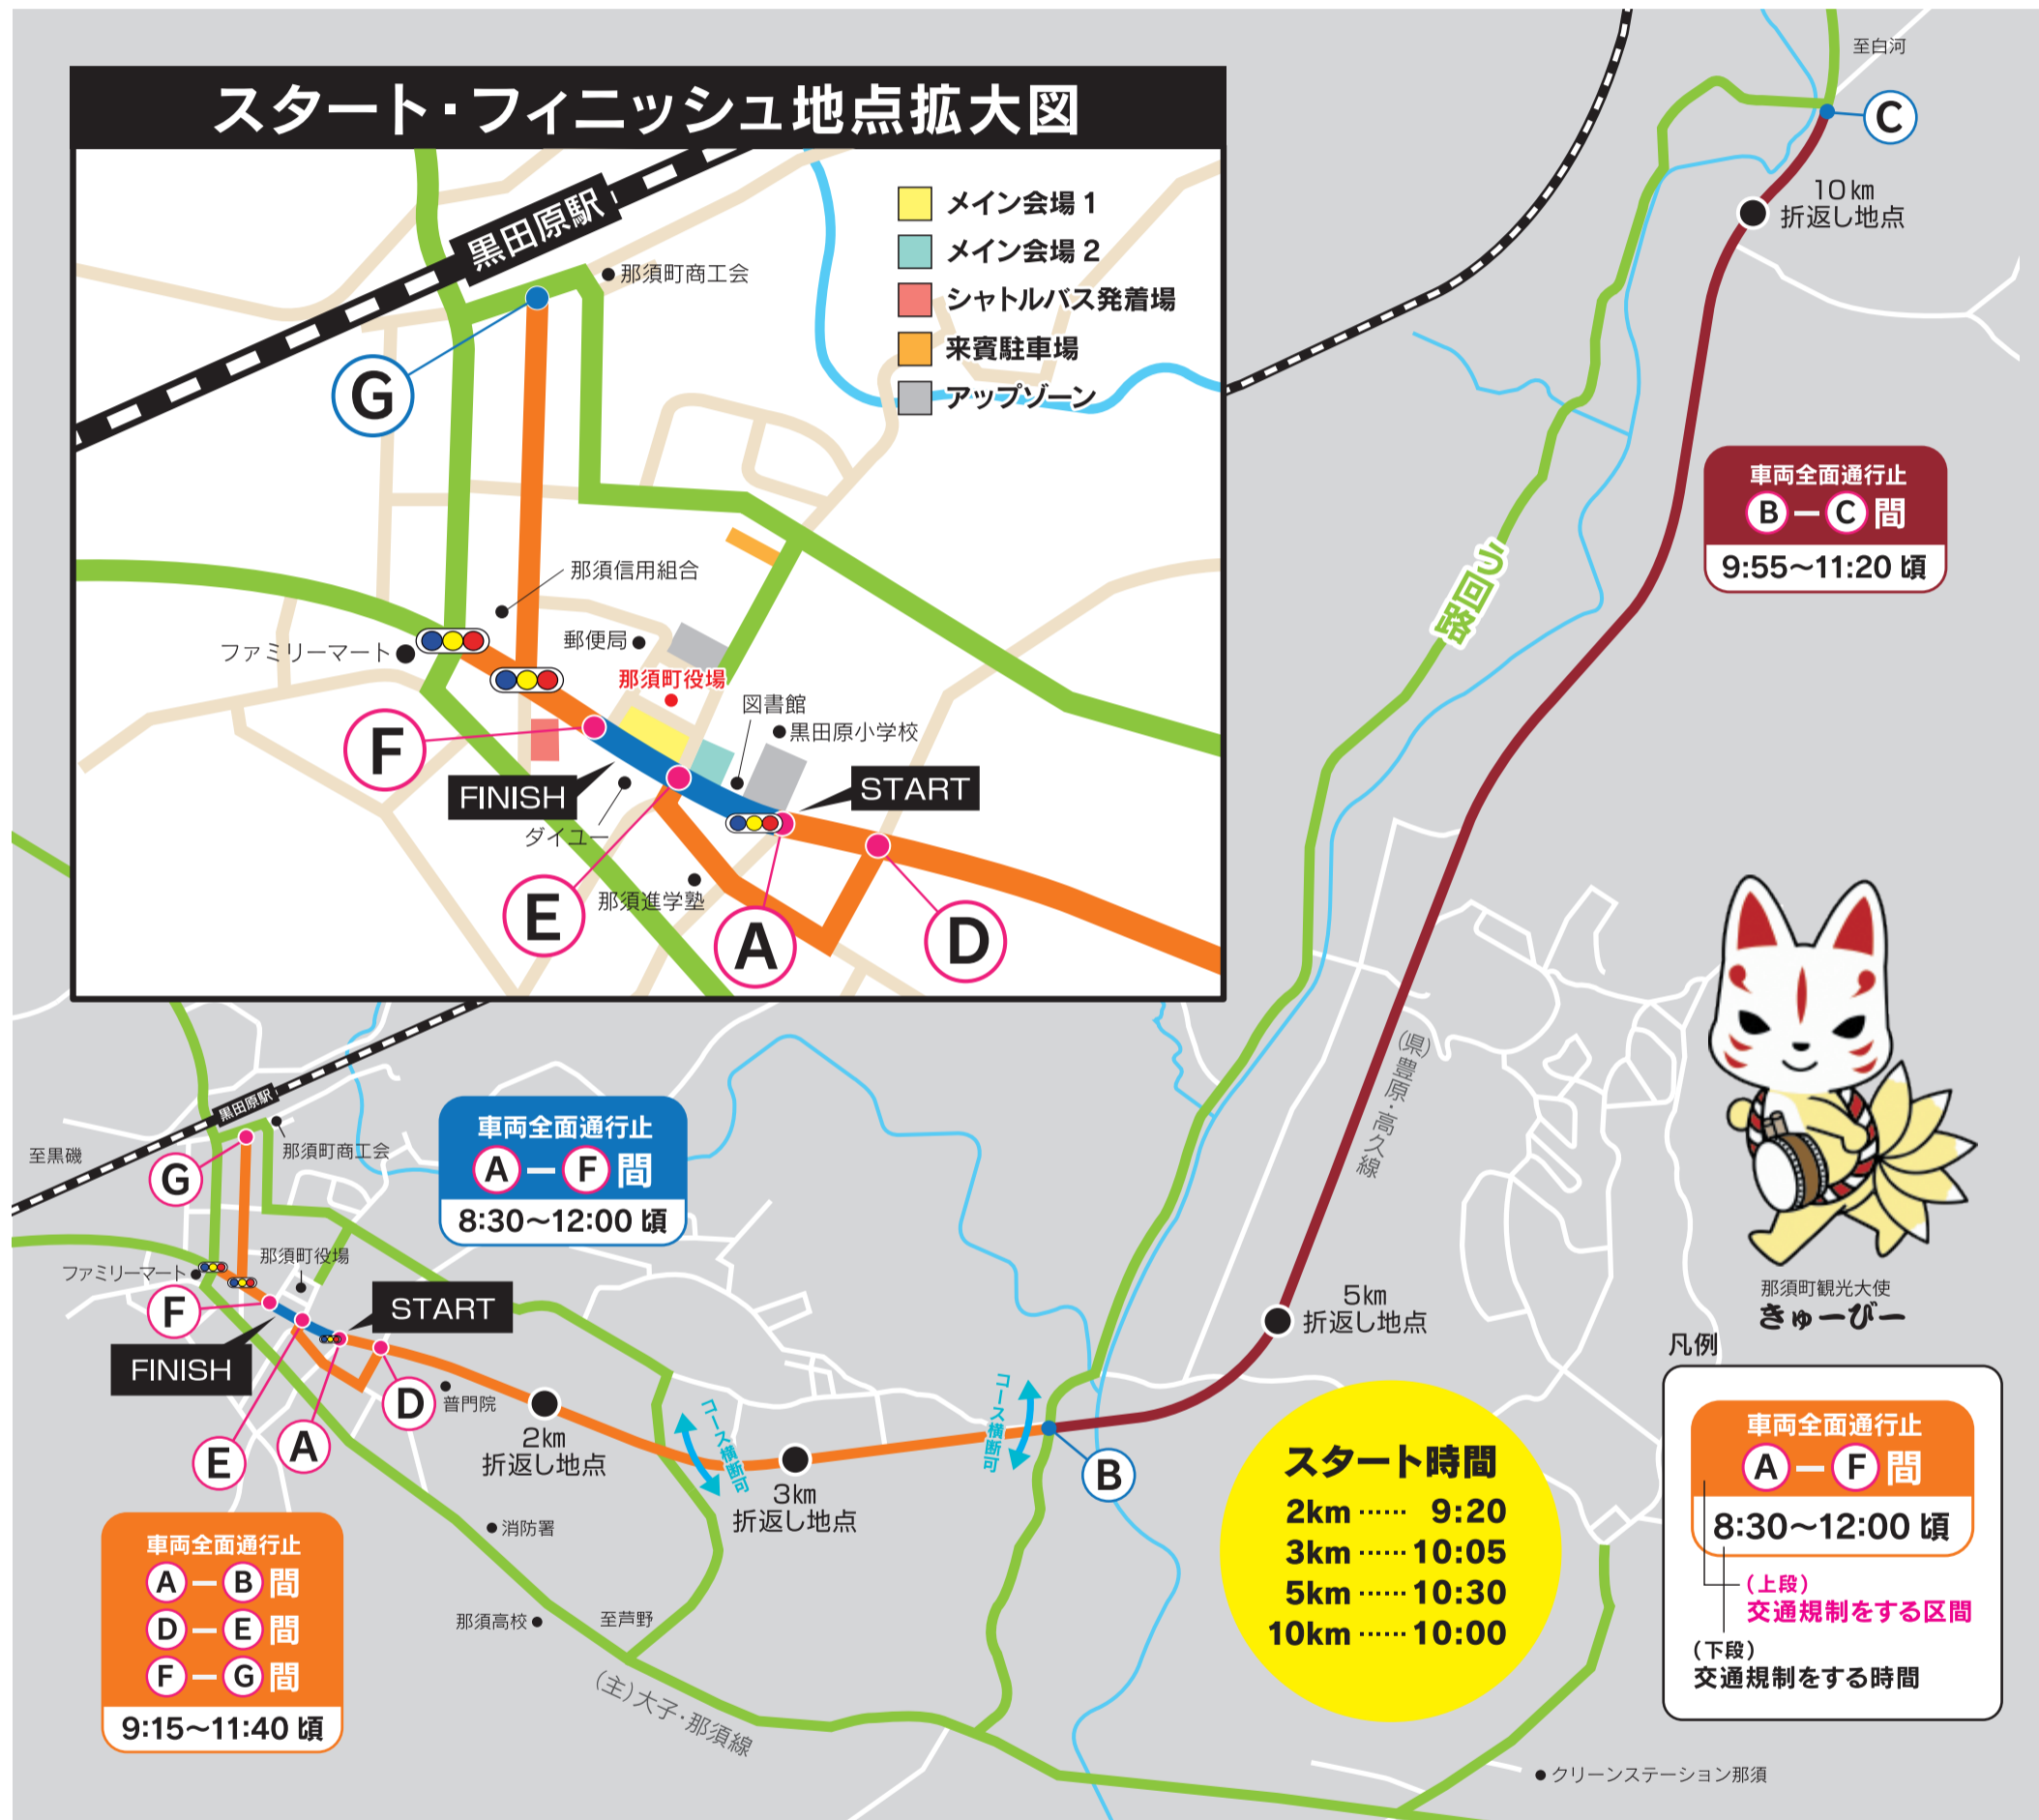 スタート・フィニッシュ地点拡大図
黒田原駅
那須町商工会
メイン会場 1
メイン会場 2
シャトルバス発着場
来賓駐車場
アップゾーン
G
那須信用組合
ファミリーマート
郵便局
那須町役場
図書館
黒田原小学校
F
FINISH
START
ダイユー
E
那須進学塾
A
D
至白河
C
10km
折返し地点
車両全面通行止
B－C間
9:55～11:20 頃
う回路
(県)豊原・高久線
那須町観光大使
きゅーびー
黒田原駅
至黒磯
那須町商工会
G
車両全面通行止
A－F間
8:30～12:00 頃
那須町役場
ファミリーマート
F
START
FINISH
5km
折返し地点
D
普門院
E
A
2km
折返し地点
コース横断可
3km
折返し地点
コース横断可
B
消防署
那須高校
至芦野
(主)大子・那須線
車両全面通行止
A－B間
D－E間
F－G間
9:15～11:40 頃
スタート時間
2km …… 9:20
3km …… 10:05
5km …… 10:30
10km …… 10:00
凡例
車両全面通行止
A－F間
8:30～12:00 頃
(上段)
交通規制をする区間
(下段)
交通規制をする時間
クリーンステーション那須